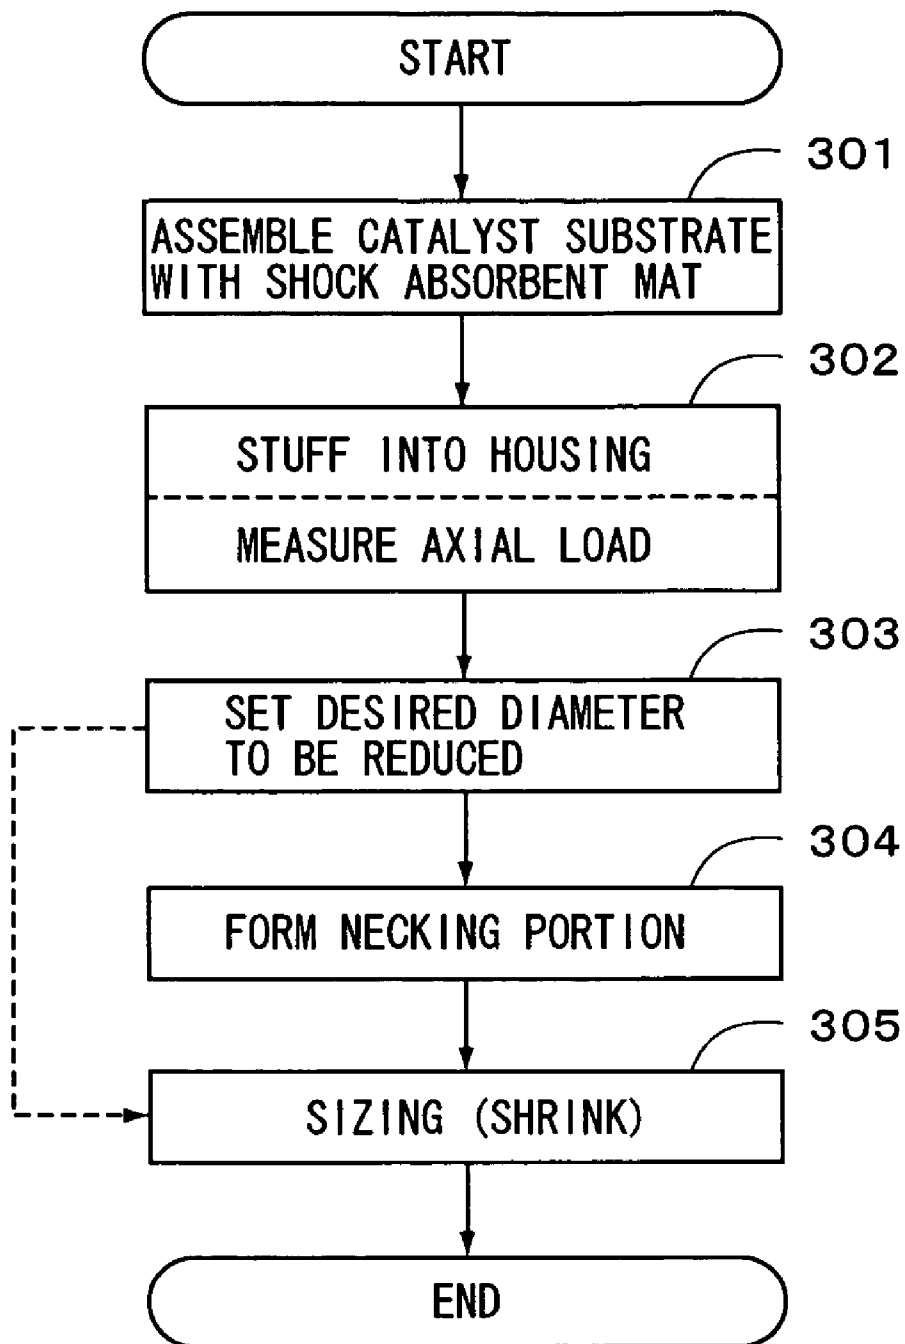 START
301
ASSEMBLE CATALYST SUBSTRATE
WITH SHOCK ABSORBENT MAT
302
STUFF INTO HOUSING
MEASURE AXIAL LOAD
303
SET DESIRED DIAMETER
TO BE REDUCED
304
FORM NECKING PORTION
305
SIZING (SHRINK)
END